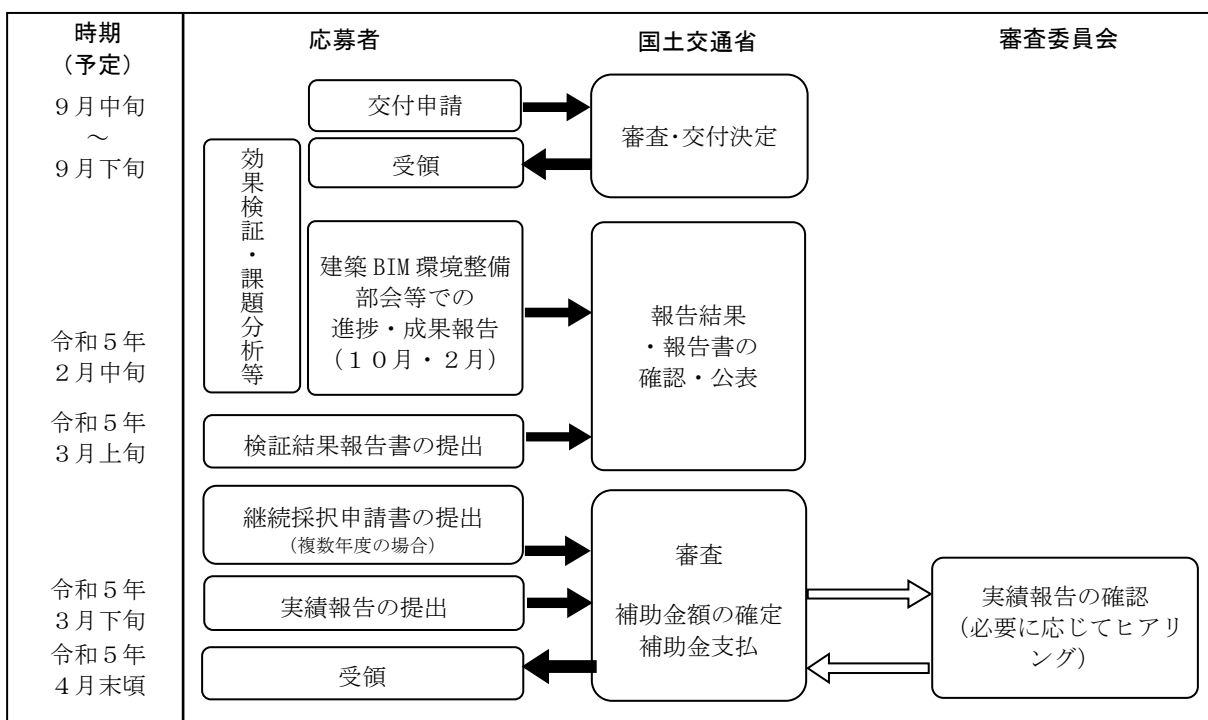 時期
（予定）
応募者
国土交通省
審査委員会
９月中旬
～
９月下旬
交付申請
審査・交付決定
受領
効果検証・課題分析等
建築 BIM 環境整備
部会等での
進捗・成果報告
（１０月・２月）
報告結果
・報告書の
確認・公表
令和５年
２月中旬
令和５年
３月上旬
検証結果報告書の提出
継続採択申請書の提出
（複数年度の場合）
審査
補助金額の確定
補助金支払
令和５年
３月下旬
実績報告の提出
実績報告の確認
（必要に応じてヒアリ
ング）
令和５年
４月末頃
受領